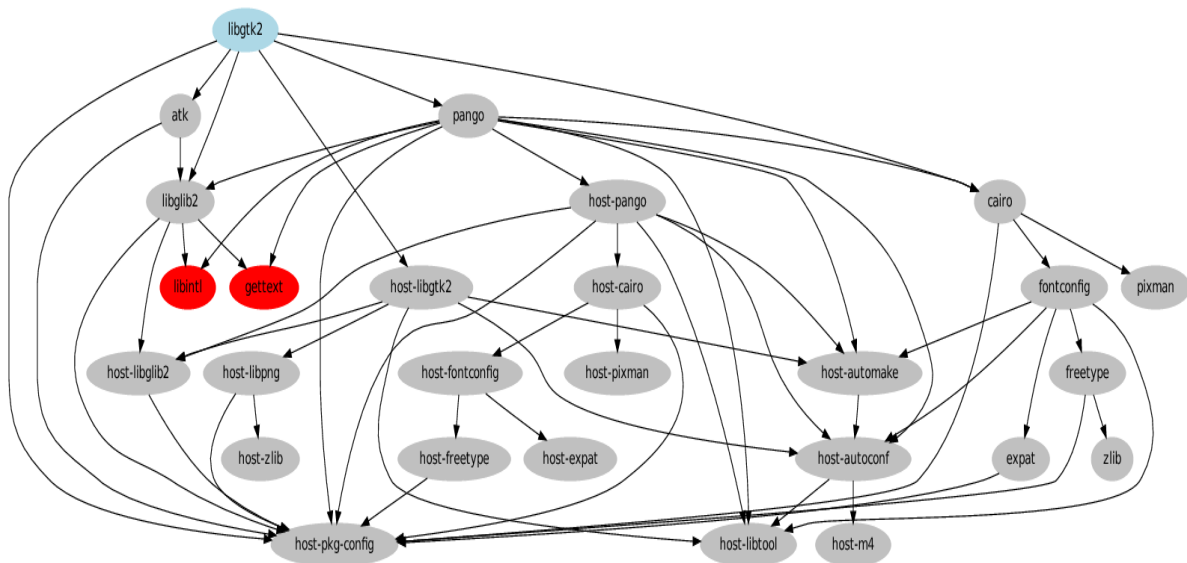 libgtk2
atk
pango
libglib2
host-pango
cairo
libintl
gettext
host-libgtk2
host-cairo
fontconfig
pixman
host-libglib2
host-libpng
host-fontconfig
host-pixman
host-automake
freetype
host-zlib
host-freetype
host-expat
host-autoconf
expat
zlib
host-pkg-config
host-libtool
host-m4